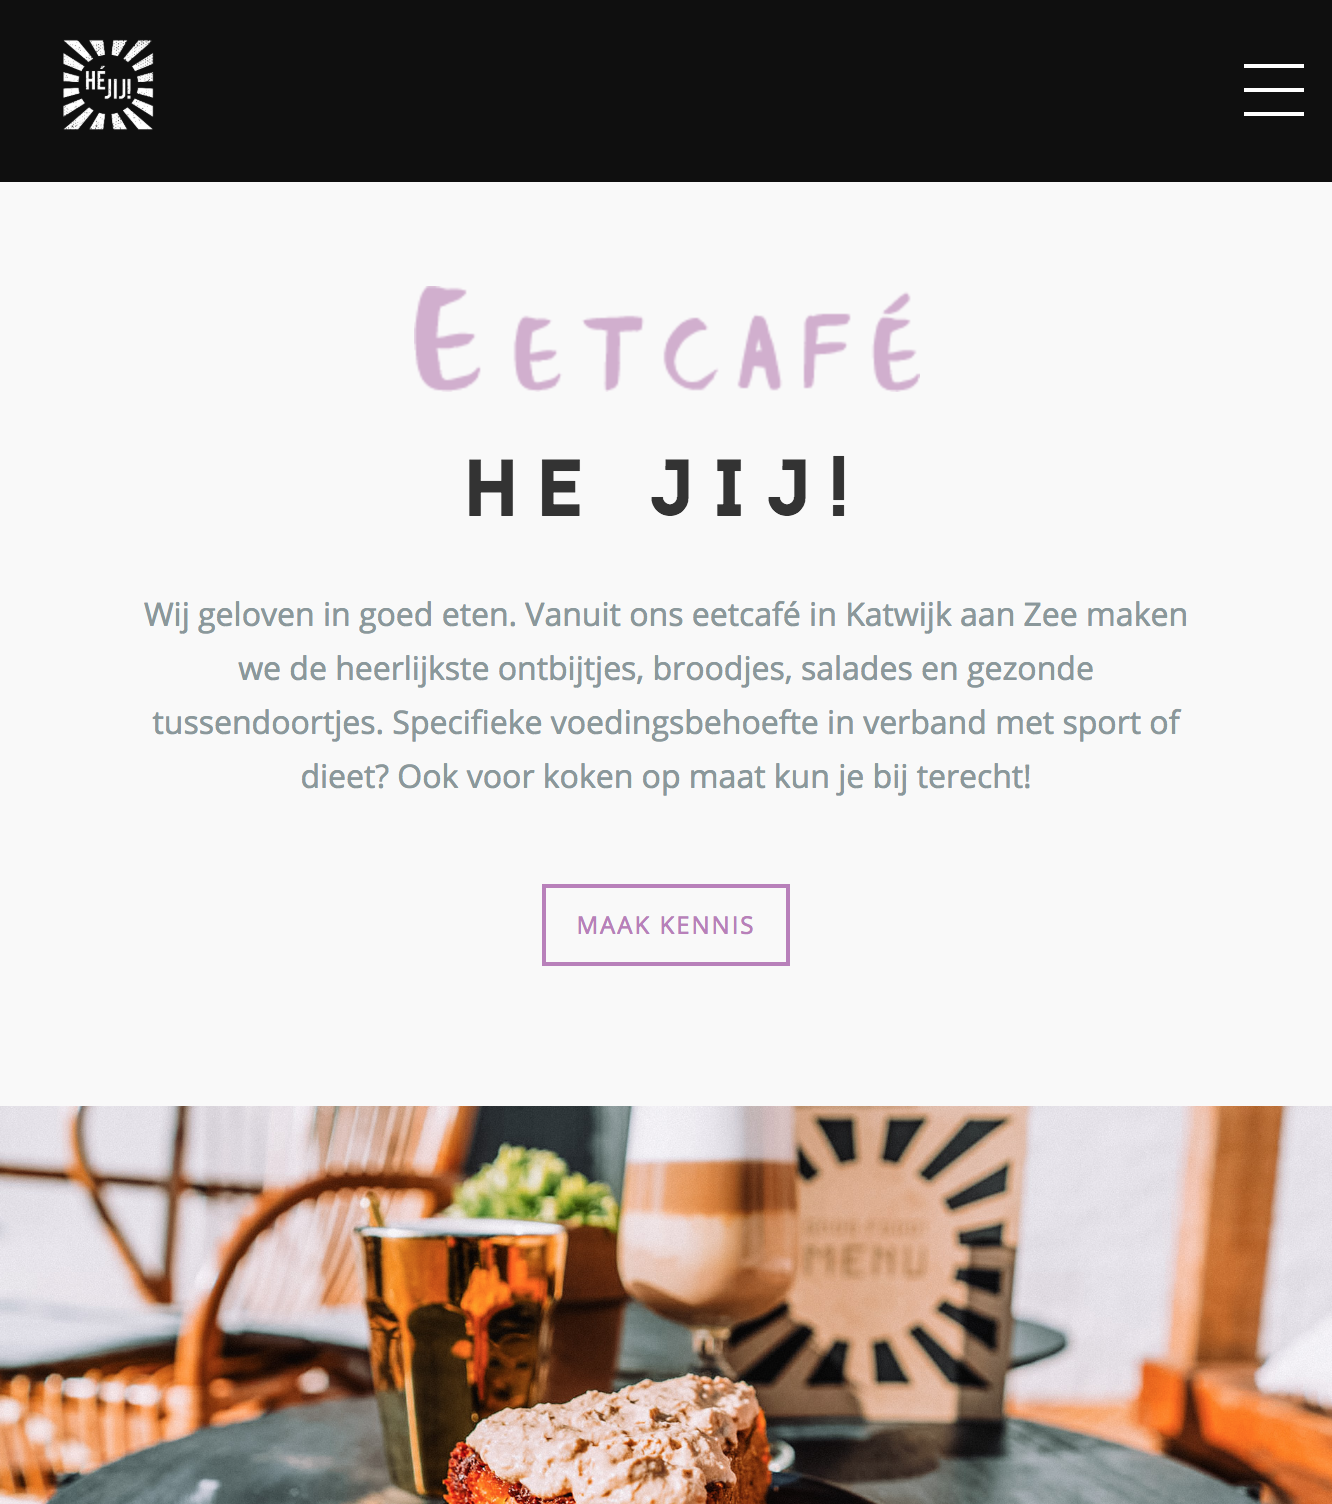 HÉ
JIJ!
Eetcafé
HE JIJ!
Wij geloven in goed eten. Vanuit ons eetcafé in Katwijk aan Zee maken
we de heerlijkste ontbijtjes, broodjes, salades en gezonde
tussendoortjes. Specifieke voedingsbehoefte in verband met sport of
dieet? Ook voor koken op maat kun je bij terecht!
MAAK KENNIS
MENU